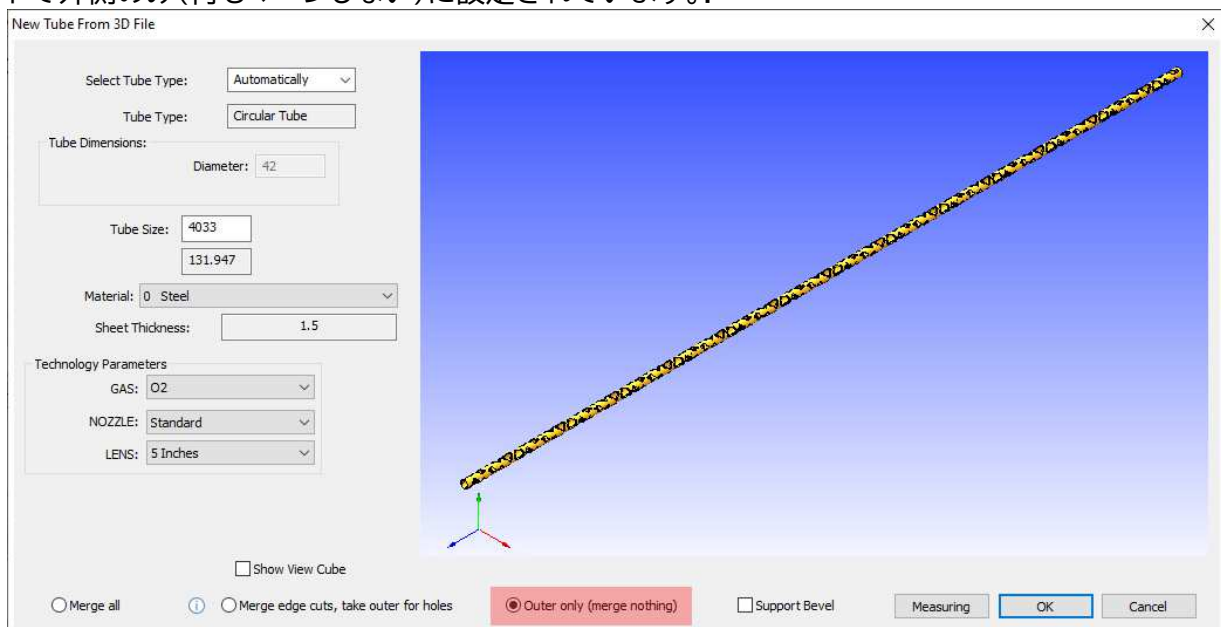 New Tube From 3D File
Select Tube Type: Automatically
Tube Type: Circular Tube
Tube Dimensions:
Diameter: 42
Tube Size: 4033
131.947
Material: 0 Steel
Sheet Thickness: 1.5
Technology Parameters
GAS: O2
NOZZLE: Standard
LENS: 5 Inches
Show View Cube
Merge all
Merge edge cuts, take outer for holes
Outer only (merge nothing)
Support Bevel
Measuring
OK
Cancel